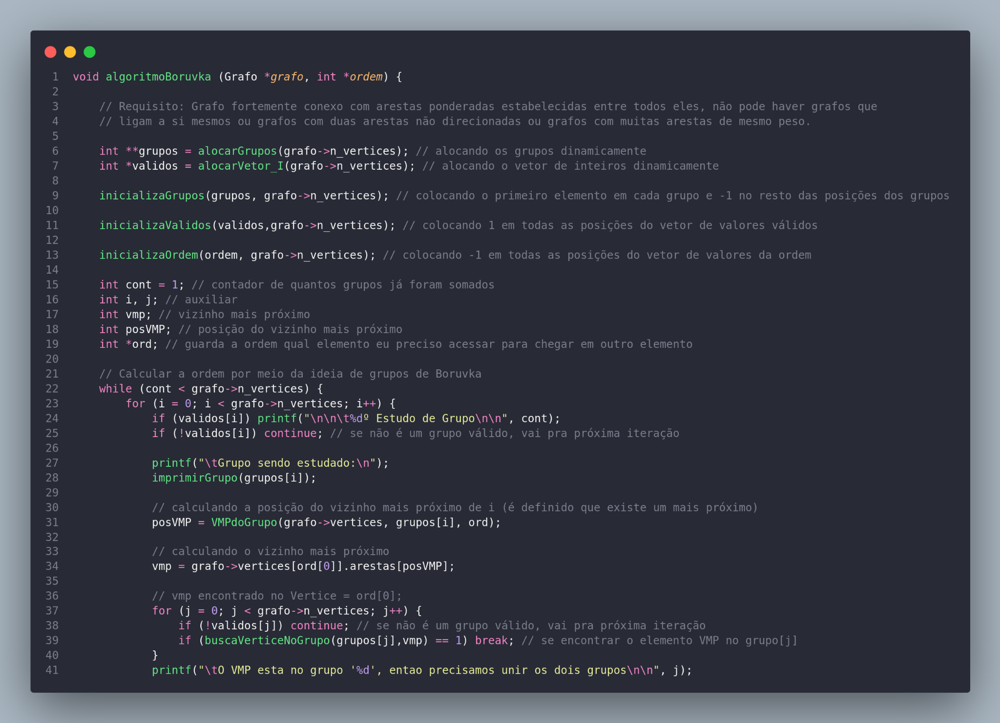 1 void algoritmoBoruvka (Grafo *grafo, int *ordem) {
2
3 // Requisito: Grafo fortemente conexo com arestas ponderadas estabelecidas entre todos eles, não pode haver grafos que
4 // ligam a si mesmos ou grafos com duas arestas não direcionadas ou grafos com muitas arestas de mesmo peso.
5
6 int **grupos = alocarGrupos(grafo->n_vertices); // alocando os grupos dinamicamente
7 int *validos = alocarVetor_I(grafo->n_vertices); // alocando o vetor de inteiros dinamicamente
8
9 inicializaGrupos(grupos, grafo->n_vertices); // colocando o primeiro elemento em cada grupo e -1 no resto das posições dos grupos
10
11 inicializaValidos(validos,grafo->n_vertices); // colocando 1 em todas as posições do vetor de valores válidos
12
13 inicializaOrdem(ordem, grafo->n_vertices); // colocando -1 em todas as posições do vetor de valores da ordem
14
15 int cont = 1; // contador de quantos grupos já foram somados
16 int i, j; // auxiliar
17 int vmp; // vizinho mais próximo
18 int posVMP; // posição do vizinho mais próximo
19 int *ord; // guarda a ordem qual elemento eu preciso acessar para chegar em outro elemento
20
21 // Calcular a ordem por meio da ideia de grupos de Boruvka
22 while (cont < grafo->n_vertices) {
23 for (i = 0; i < grafo->n_vertices; i++) {
24 if (validos[i]) printf("\n\n\t%dº Estudo de Grupo\n\n", cont);
25 if (!validos[i]) continue; // se não é um grupo válido, vai pra próxima iteração
26
27 printf("\tGrupo sendo estudado:\n");
28 imprimirGrupo(grupos[i]);
29
30 // calculando a posição do vizinho mais próximo de i (é definido que existe um mais próximo)
31 posVMP = VMPdoGrupo(grafo->vertices, grupos[i], ord);
32
33 // calculando o vizinho mais próximo
34 vmp = grafo->vertices[ord[0]].arestas[posVMP];
35
36 // vmp encontrado no Vertice = ord[0];
37 for (j = 0; j < grafo->n_vertices; j++) {
38 if (!validos[j]) continue; // se não é um grupo válido, vai pra próxima iteração
39 if (buscaVerticeNoGrupo(grupos[j],vmp) == 1) break; // se encontrar o elemento VMP no grupo[j]
40 }
41 printf("\tO VMP esta no grupo '%d', entao precisamos unir os dois grupos\n\n", j);